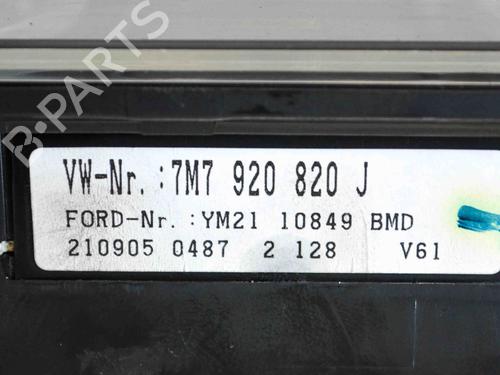 B-PARTS
VW-Nr.:7M7 920 820 J
FORD-Nr.:YM21 10849 BMD
210905 0487 2 128 V61